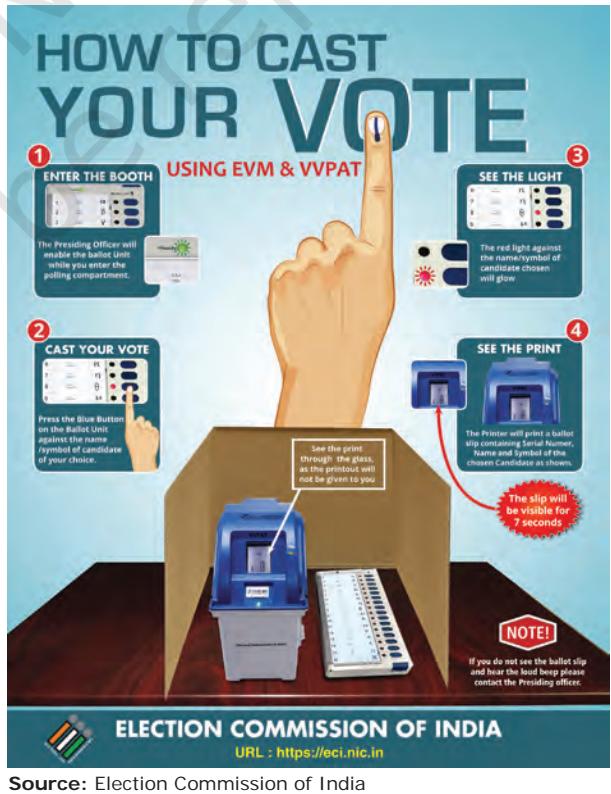 HOW TO CAST
YOUR VOTE
USING EVM & VVPAT
1
ENTER THE BOOTH
The Presiding Officer will
enable the ballot Unit
while you enter the
polling compartment.
2
CAST YOUR VOTE
Press the Blue Button
on the Ballot Unit
against the name
/symbol of candidate
of your choice.
3
SEE THE LIGHT
The red light against
the name/symbol of
candidate chosen
will glow
4
SEE THE PRINT
The Printer will print a ballot
slip containing Serial Numer,
Name and Symbol of the
chosen Candidate as shown.
The slip will
be visible for
7 seconds
See the print
through the glass,
as the printout will
not be given to you
VVPAT
NOTE!
If you do not see the ballot slip
and hear the loud beep please
contact the Presiding officer.
ELECTION COMMISSION OF INDIA
URL : https://eci.nic.in
Source: Election Commission of India